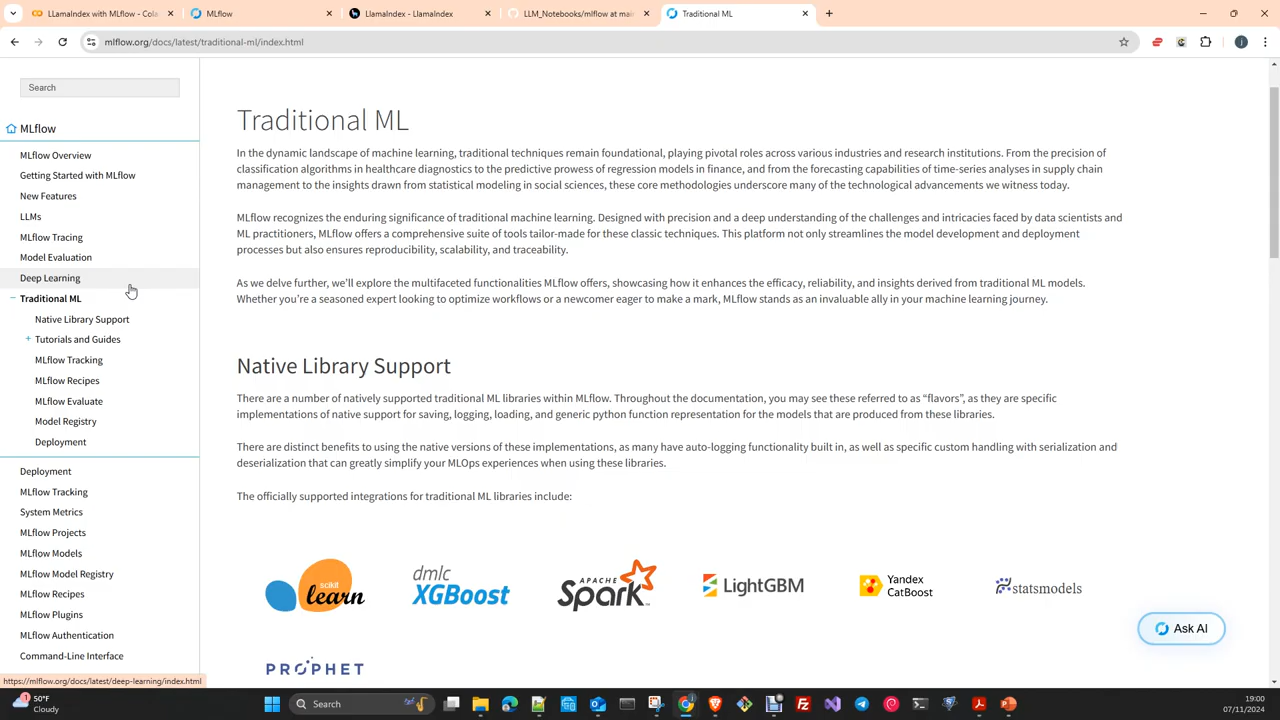 LLamaIndex with MLflow - Cola
MLflow
LlamaIndex - LlamaIndex
LLM_Notebooks/mlflow at main
Traditional ML
mlflow.org/docs/latest/traditional-ml/index.html
Search
MLflow
MLflow Overview
Getting Started with MLflow
New Features
LLMs
MLflow Tracing
Model Evaluation
Deep Learning
Traditional ML
Native Library Support
Tutorials and Guides
MLflow Tracking
MLflow Recipes
MLflow Evaluate
Model Registry
Deployment
Deployment
MLflow Tracking
System Metrics
MLflow Projects
MLflow Models
MLflow Model Registry
MLflow Recipes
MLflow Plugins
MLflow Authentication
Command-Line Interface
https://mlflow.org/docs/latest/deep-learning/index.html
Traditional ML
In the dynamic landscape of machine learning, traditional techniques remain foundational, playing pivotal roles across various industries and research institutions. From the precision of
classification algorithms in healthcare diagnostics to the predictive prowess of regression models in finance, and from the forecasting capabilities of time-series analyses in supply chain
management to the insights drawn from statistical modeling in social sciences, these core methodologies underscore many of the technological advancements we witness today.
MLflow recognizes the enduring significance of traditional machine learning. Designed with precision and a deep understanding of the challenges and intricacies faced by data scientists and
ML practitioners, MLflow offers a comprehensive suite of tools tailor-made for these classic techniques. This platform not only streamlines the model development and deployment
processes but also ensures reproducibility, scalability, and traceability.
As we delve further, we'll explore the multifaceted functionalities MLflow offers, showcasing how it enhances the efficacy, reliability, and insights derived from traditional ML models.
Whether you're a seasoned expert looking to optimize workflows or a newcomer eager to make a mark, MLflow stands as an invaluable ally in your machine learning journey.
Native Library Support
There are a number of natively supported traditional ML libraries within MLflow. Throughout the documentation, you may see these referred to as “flavors”, as they are specific
implementations of native support for saving, logging, loading, and generic python function representation for the models that are produced from these libraries.
There are distinct benefits to using the native versions of these implementations, as many have auto-logging functionality built in, as well as specific custom handling with serialization and
deserialization that can greatly simplify your MLOps experiences when using these libraries.
The officially supported integrations for traditional ML libraries include:
scikit
learn
dmlc
XGBoost
APACHE
Spark
LightGBM
Yandex
CatBoost
statsmodels
PROPHET
Ask AI
1
50°F
Cloudy
Search
19:00
07/11/2024